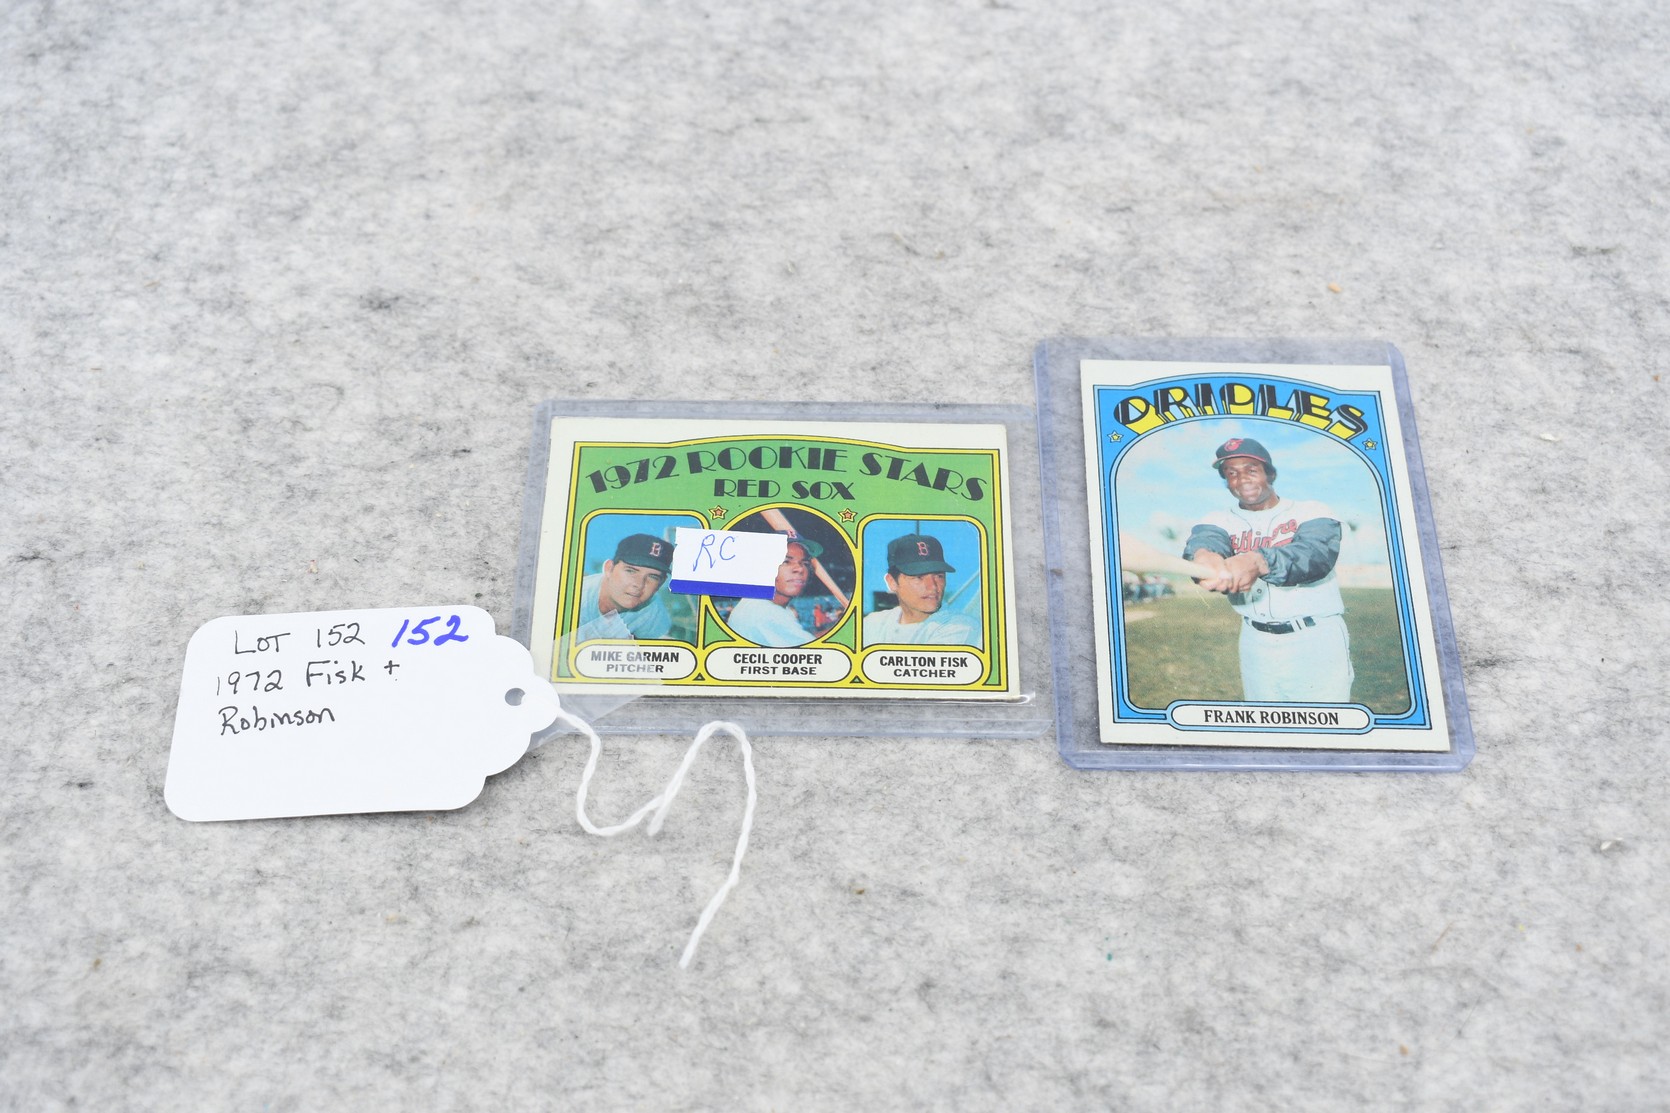 LOT 152 152
1972 Fisk +
Robinson
1972 ROOKIE STARS
RED SOX
RC
B
B
MIKE GARMAN
PITCHER
CECIL COOPER
FIRST BASE
CARLTON FISK
CATCHER
ORIOLES
FRANK ROBINSON